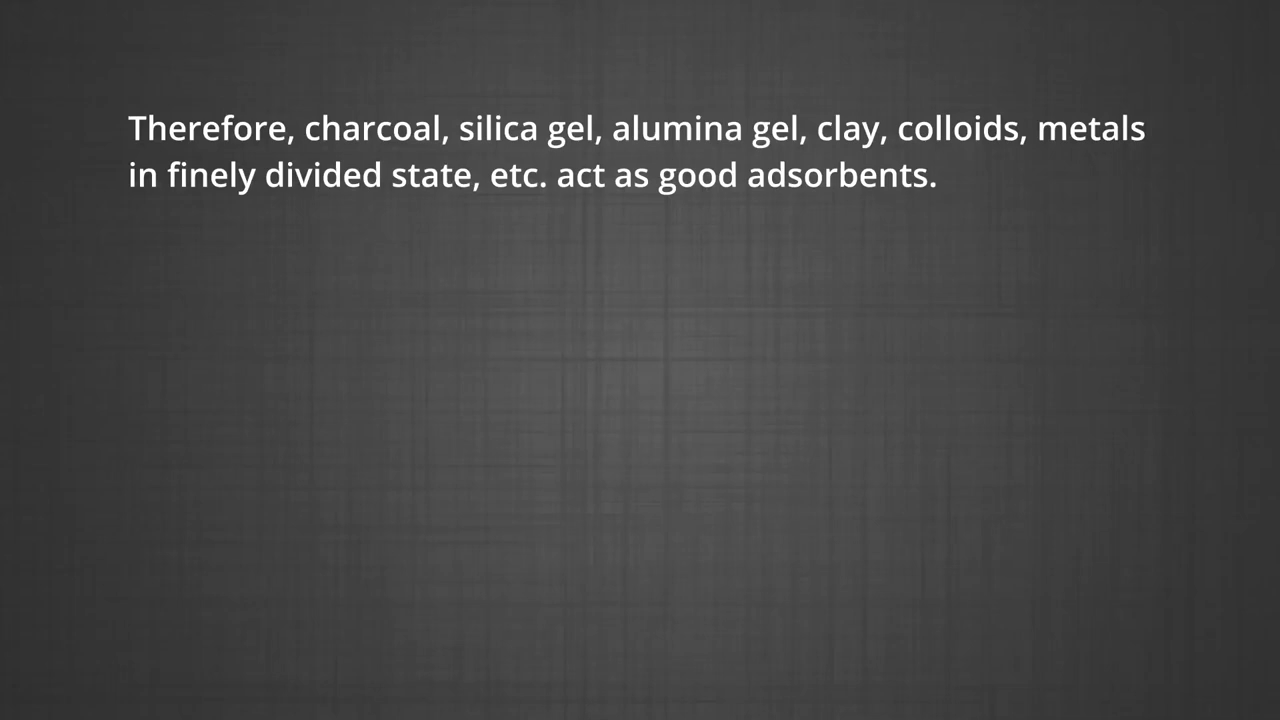 Therefore, charcoal, silica gel, alumina gel, clay, colloids, metals
in finely divided state, etc. act as good adsorbents.